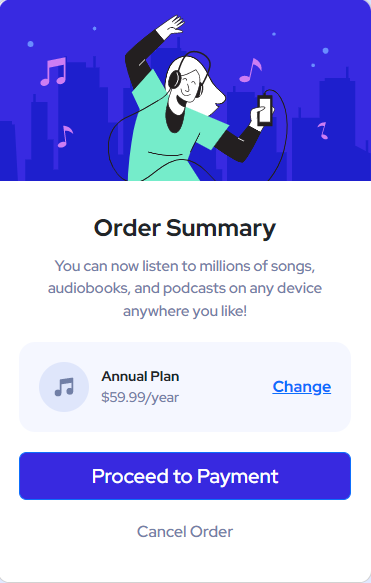 Order Summary
You can now listen to millions of songs,
audiobooks, and podcasts on any device
anywhere you like!
Annual Plan
$59.99/year
Change
Proceed to Payment
Cancel Order